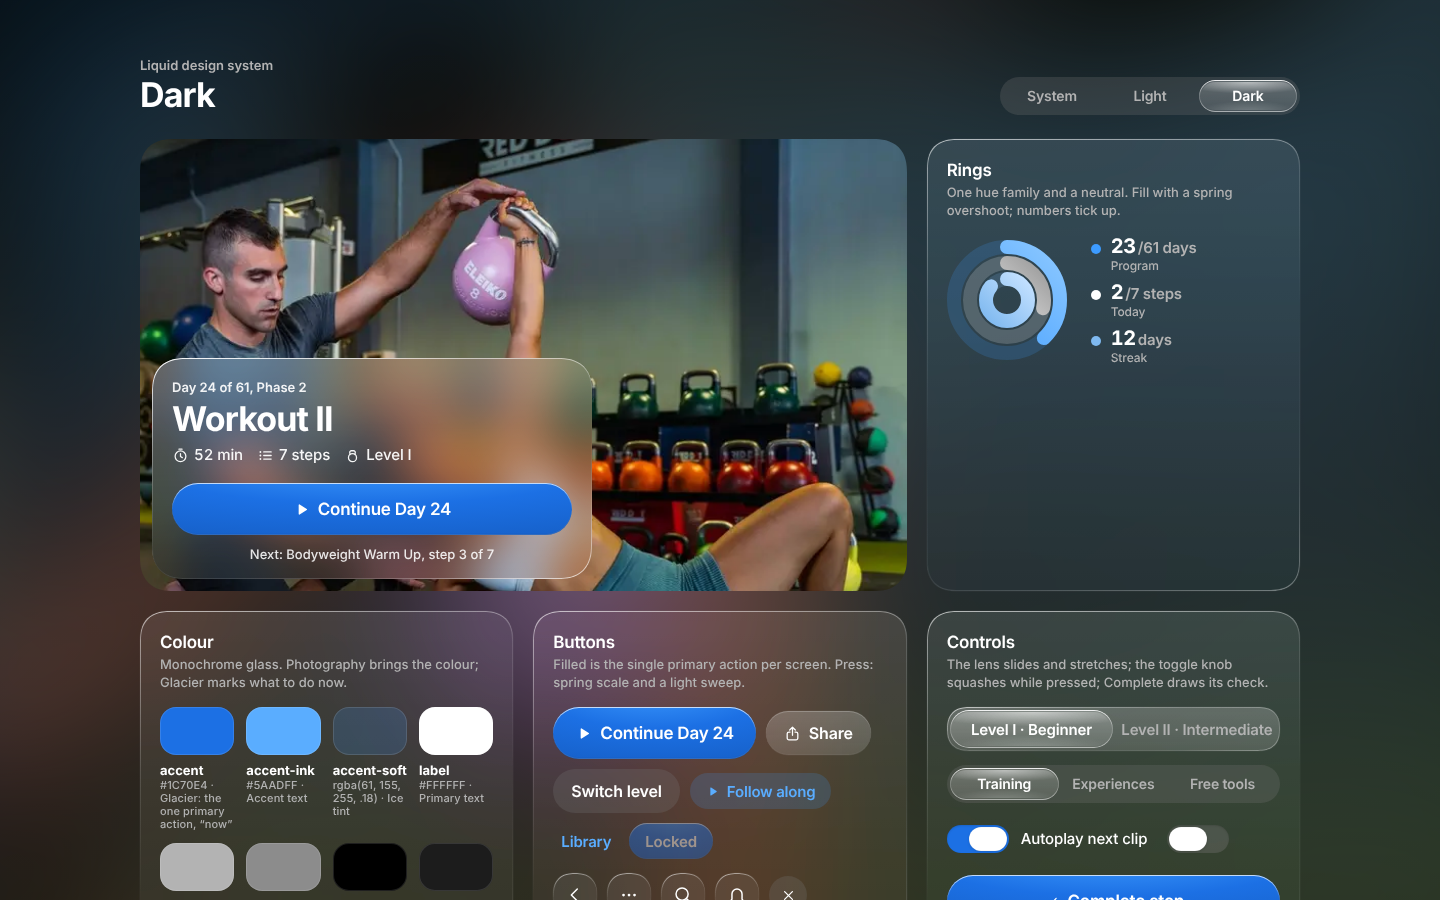 Liquid design system
Dark
System
Light
Dark
RED D
FITNESS
ELEIKO
8
Day 24 of 61, Phase 2
Workout II
52 min
7 steps
Level I
Continue Day 24
Next: Bodyweight Warm Up, step 3 of 7
Rings
One hue family and a neutral. Fill with a spring
overshoot; numbers tick up.
23/61 days
Program
2/7 steps
Today
12 days
Streak
Colour
Monochrome glass. Photography brings the colour;
Glacier marks what to do now.
accent
#1C70E4 ·
Glacier: the
one primary
action, “now”
accent-ink
#5AADFF ·
Accent text
accent-soft
rgba(61, 155,
255, .18) · Ice
tint
label
#FFFFFF ·
Primary text
Buttons
Filled is the single primary action per screen. Press:
spring scale and a light sweep.
Continue Day 24
Share
Switch level
Follow along
Library
Locked
Controls
The lens slides and stretches; the toggle knob
squashes while pressed; Complete draws its check.
Level I · Beginner
Level II · Intermediate
Training
Experiences
Free tools
Autoplay next clip
Complete step